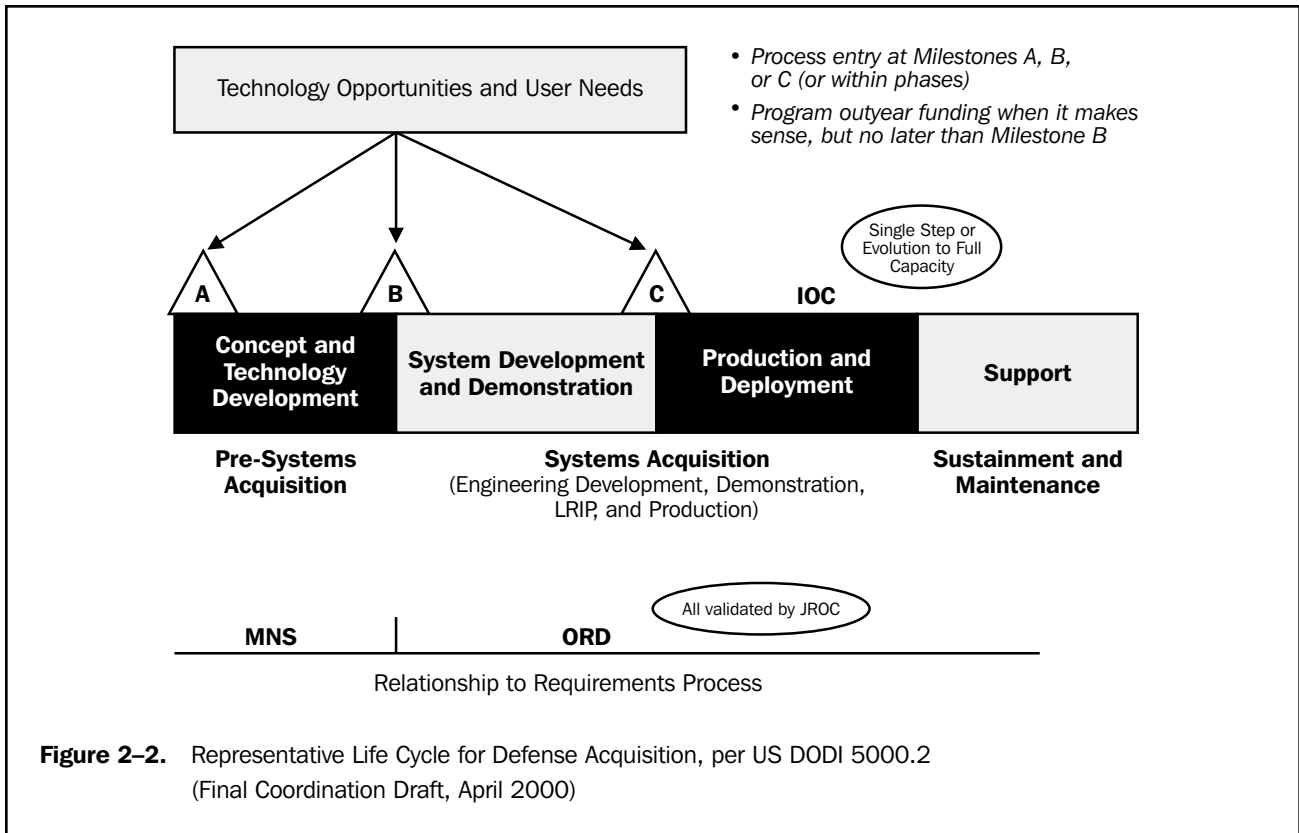 Technology Opportunities and User Needs
• Process entry at Milestones A, B,
or C (or within phases)
• Program outyear funding when it makes
sense, but no later than Milestone B
Single Step or
Evolution to Full
Capacity
A
B
C
IOC
Concept and
Technology
Development
System Development
and Demonstration
Production and
Deployment
Support
Pre-Systems
Acquisition
Systems Acquisition
(Engineering Development, Demonstration,
LRIP, and Production)
Sustainment and
Maintenance
All validated by JROC
MNS
ORD
Relationship to Requirements Process
Figure 2–2. Representative Life Cycle for Defense Acquisition, per US DODI 5000.2
(Final Coordination Draft, April 2000)